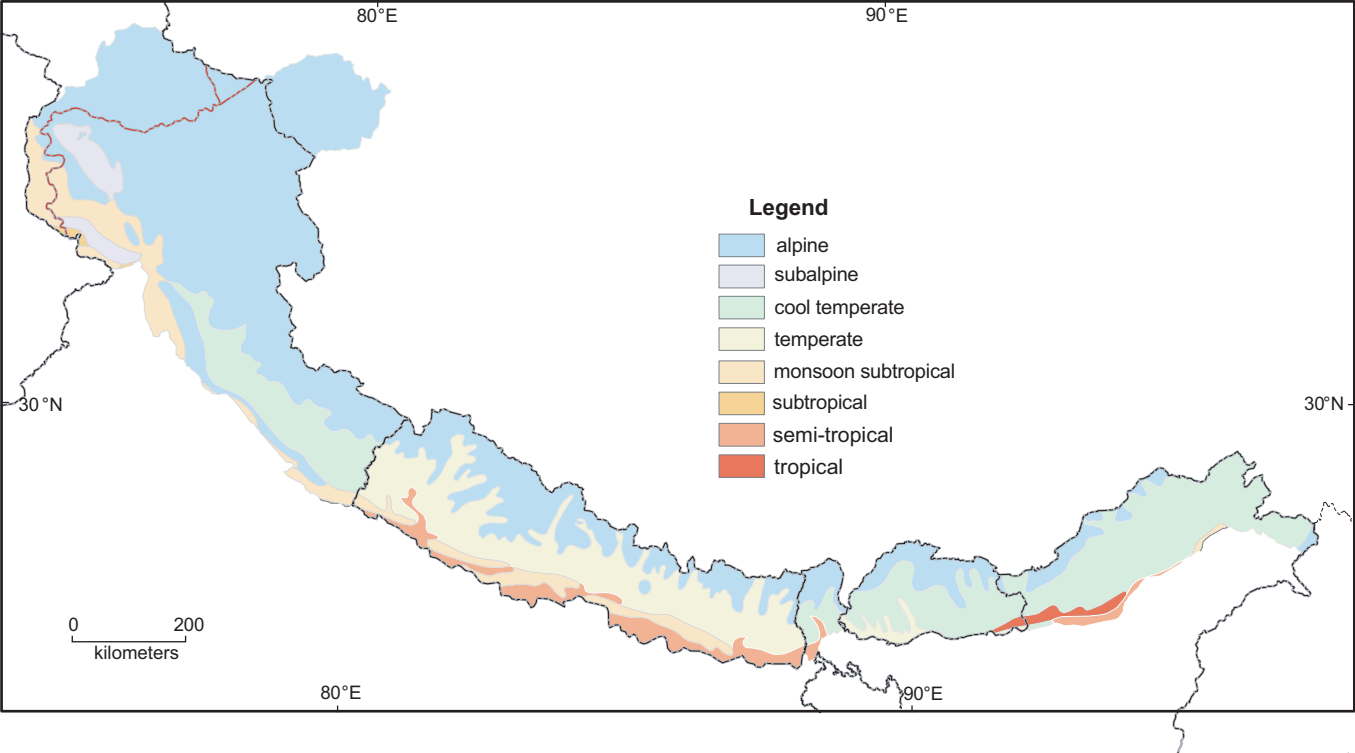 80°E
90°E
Legend
alpine
subalpine
cool temperate
temperate
monsoon subtropical
subtropical
semi-tropical
tropical
30°N
30°N
0 200
kilometers
80°E
90°E